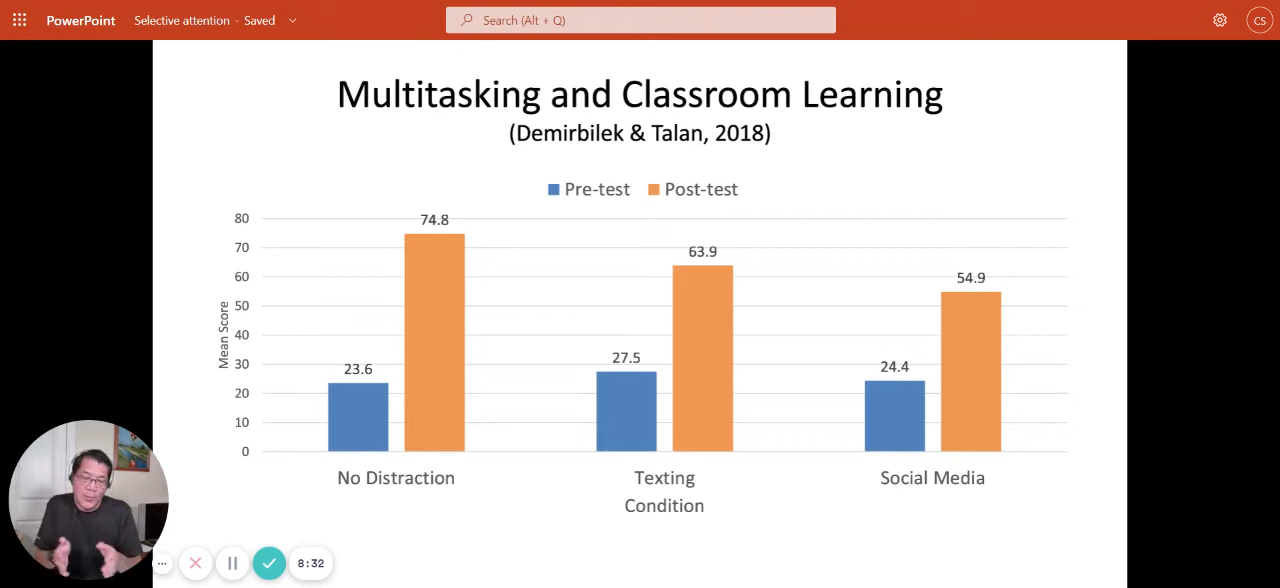 PowerPoint Selective attention - Saved Search (Alt + Q) CS
Multitasking and Classroom Learning
(Demirbilek & Talan, 2018)
Pre-test Post-test
Mean Score
80
70
60
50
40
30
20
10
0
74.8
63.9
54.9
23.6
27.5
24.4
No Distraction Texting Social Media
Condition
8:32